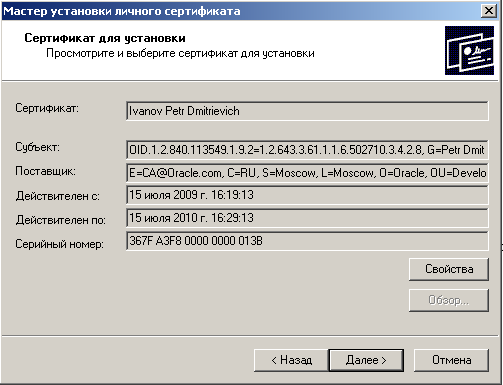 Мастер установки личного сертификата
Сертификат для установки
Просмотрите и выберите сертификат для установки
Сертификат: Ivanov Petr Dmitrievich
Субъект: OID.1.2.840.113549.1.9.2=1.2.643.3.61.1.1.6.502710.3.4.2.8, G=Petr Dmit
Поставщик: E=CA@Oracle.com, C=RU, S=Moscow, L=Moscow, O=Oracle, OU=Develo
Действителен с: 15 июля 2009 г. 16:19:13
Действителен по: 15 июля 2010 г. 16:29:13
Серийный номер: 367F A3F8 0000 0000 013B
Свойства
Обзор...
< Назад Далее > Отмена